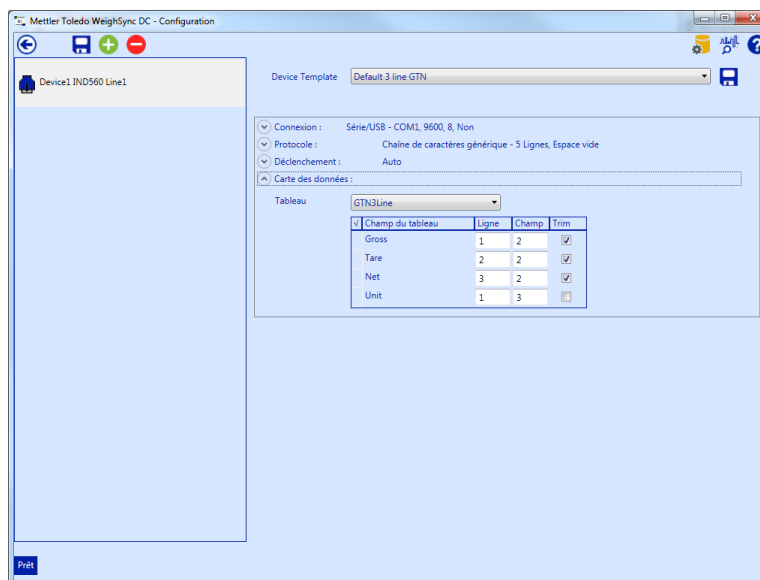 Mettler Toledo WeighSync DC - Configuration
Device1 IND560 Line1
Device Template Default 3 line GTN
Connexion : Série/USB - COM1, 9600, 8, Non
Protocole : Chaîne de caractères générique - 5 Lignes, Espace vide
Déclenchement : Auto
Carte des données :
Tableau GTN3Line
√ Champ du tableau Ligne Champ Trim
Gross 1 2
Tare 2 2
Net 3 2
Unit 1 3
Prêt